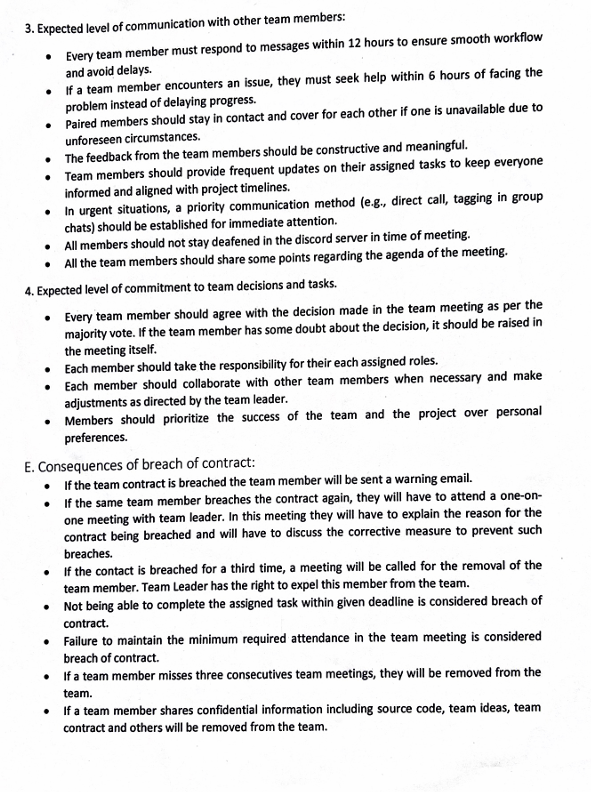 3. Expected level of communication with other team members:
• Every team member must respond to messages within 12 hours to ensure smooth workflow
and avoid delays.
• If a team member encounters an issue, they must seek help within 6 hours of facing the
problem instead of delaying progress.
• Paired members should stay in contact and cover for each other if one is unavailable due to
unforeseen circumstances.
• The feedback from the team members should be constructive and meaningful.
• Team members should provide frequent updates on their assigned tasks to keep everyone
informed and aligned with project timelines.
• In urgent situations, a priority communication method (e.g., direct call, tagging in group
chats) should be established for immediate attention.
• All members should not stay deafened in the discord server in time of meeting.
• All the team members should share some points regarding the agenda of the meeting.
4. Expected level of commitment to team decisions and tasks.
• Every team member should agree with the decision made in the team meeting as per the
majority vote. If the team member has some doubt about the decision, it should be raised in
the meeting itself.
• Each member should take the responsibility for their each assigned roles.
• Each member should collaborate with other team members when necessary and make
adjustments as directed by the team leader.
• Members should prioritize the success of the team and the project over personal
preferences.
E. Consequences of breach of contract:
• If the team contract is breached the team member will be sent a warning email.
• If the same team member breaches the contract again, they will have to attend a one-on-
one meeting with team leader. In this meeting they will have to explain the reason for the
contract being breached and will have to discuss the corrective measure to prevent such
breaches.
• If the contact is breached for a third time, a meeting will be called for the removal of the
team member. Team Leader has the right to expel this member from the team.
• Not being able to complete the assigned task within given deadline is considered breach of
contract.
• Failure to maintain the minimum required attendance in the team meeting is considered
breach of contract.
• If a team member misses three consecutives team meetings, they will be removed from the
team.
• If a team member shares confidential information including source code, team ideas, team
contract and others will be removed from the team.